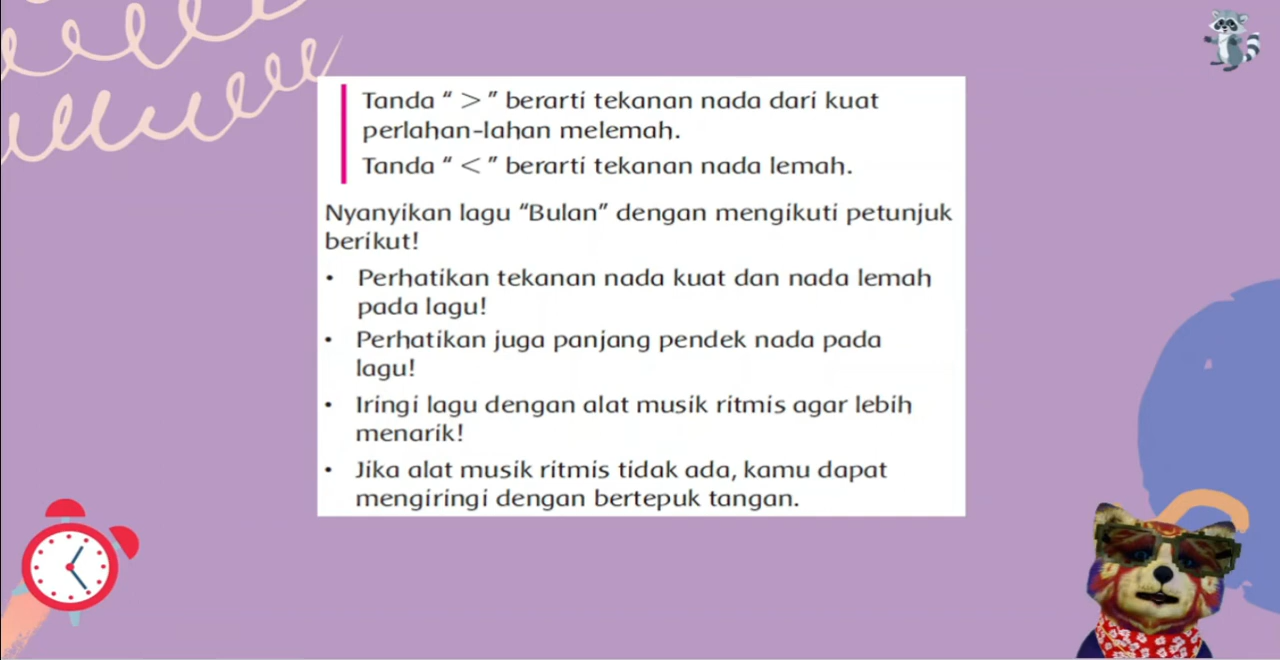 Tanda “ > ” berarti tekanan nada dari kuat
perlahan-lahan melemah.
Tanda “ < ” berarti tekanan nada lemah.
Nyanyikan lagu “Bulan” dengan mengikuti petunjuk
berikut!
• Perhatikan tekanan nada kuat dan nada lemah
pada lagu!
• Perhatikan juga panjang pendek nada pada
lagu!
• Iringi lagu dengan alat musik ritmis agar lebih
menarik!
• Jika alat musik ritmis tidak ada, kamu dapat
mengiringi dengan bertepuk tangan.